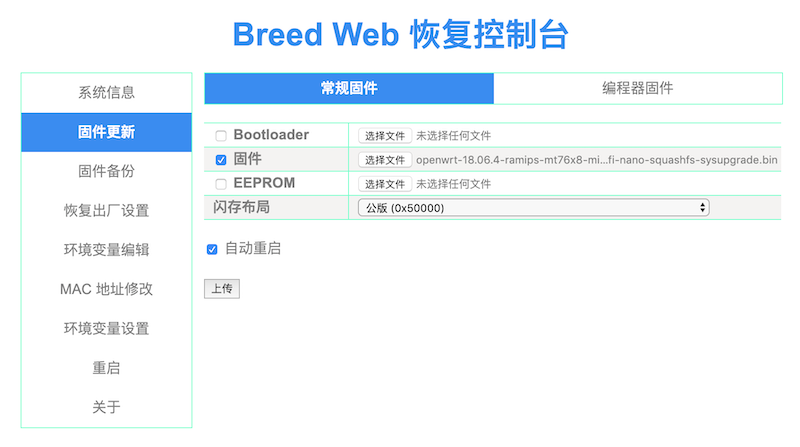 Breed Web 恢复控制台
系统信息
固件更新
固件备份
恢复出厂设置
环境变量编辑
MAC 地址修改
环境变量设置
重启
关于
常规固件 编程器固件
Bootloader 选择文件 未选择任何文件
固件 选择文件 openwrt-18.06.4-ramips-mt76x8-mi...fi-nano-squashfs-sysupgrade.bin
EEPROM 选择文件 未选择任何文件
闪存布局 公版 (0x50000)
自动重启
上传